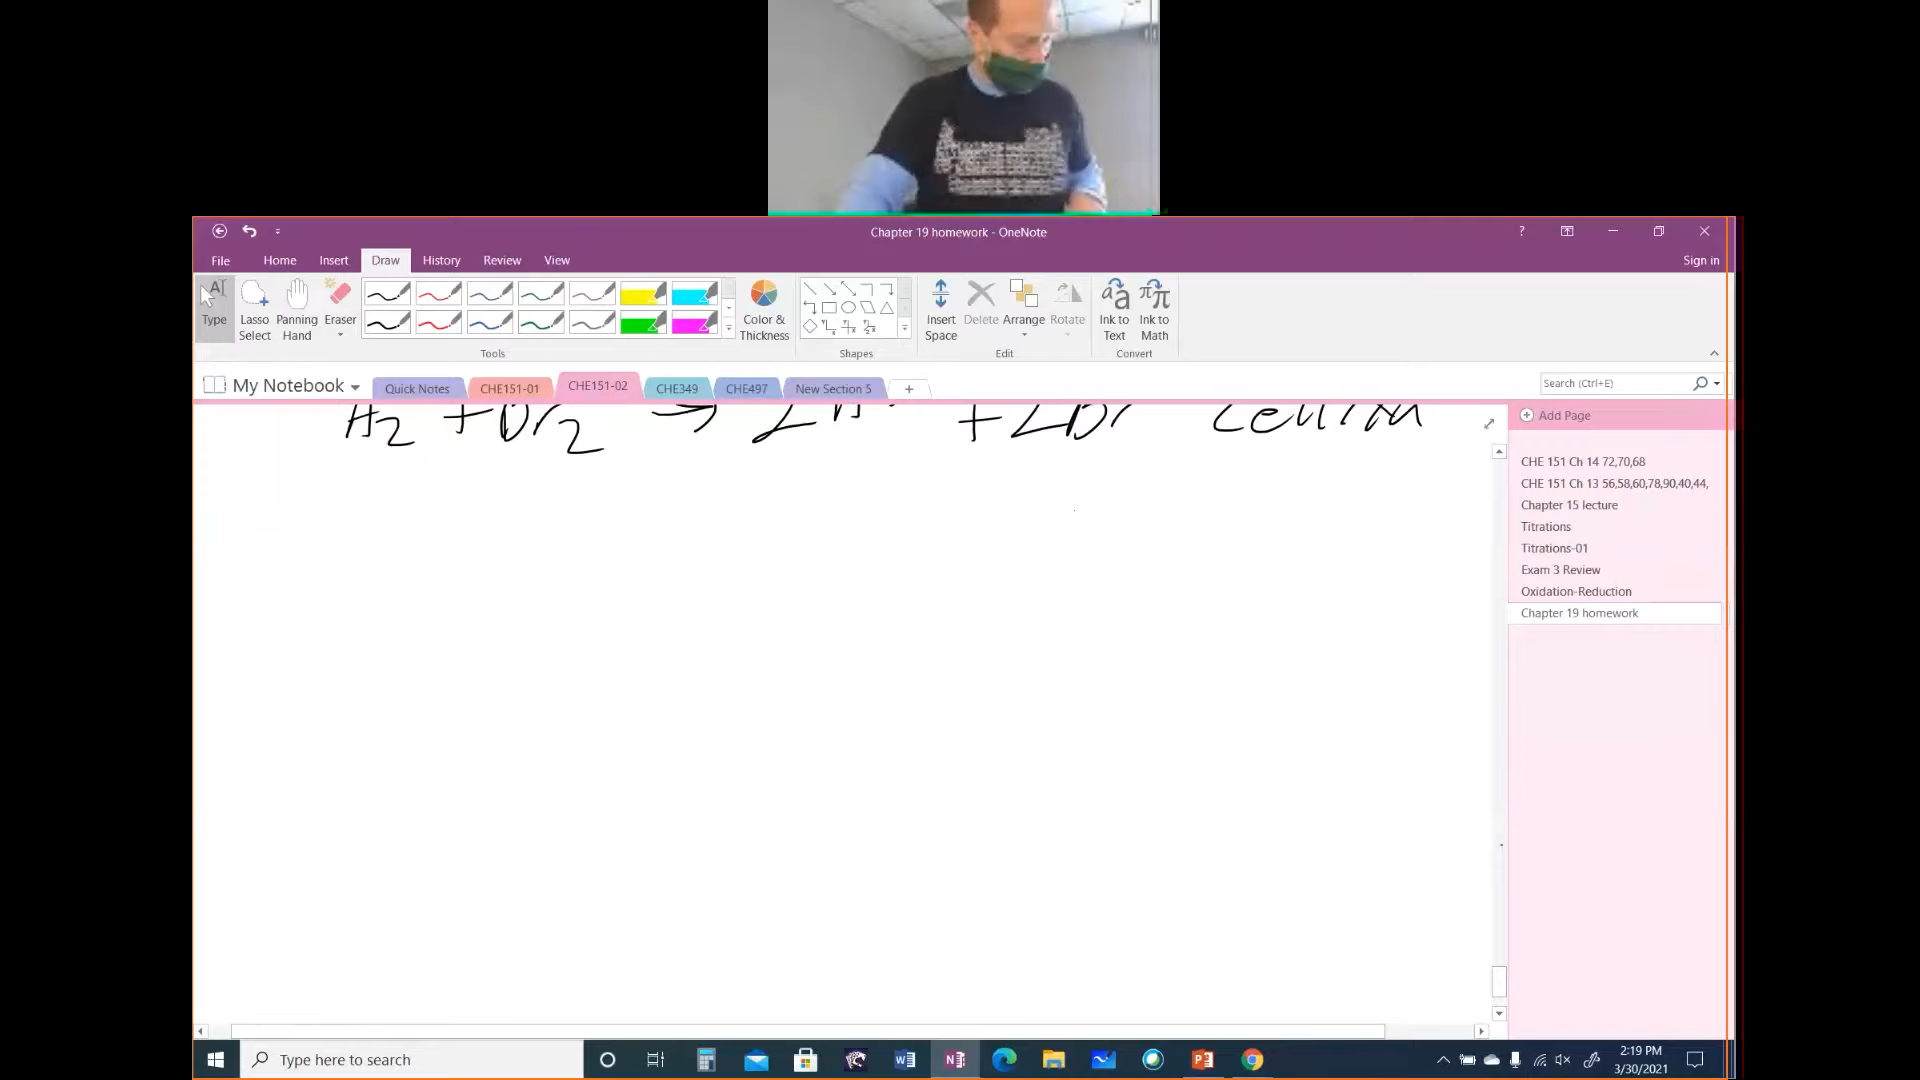 Chapter 19 homework - OneNote
? 
File Home Insert Draw History Review View Sign in
Type Lasso Select Panning Hand Eraser Color & Thickness Insert Space Delete Arrange Rotate Ink to Text Ink to Math
Tools Shapes Edit Convert
My Notebook Quick Notes CHE151-01 CHE151-02 CHE349 CHE497 New Section 5 + Search (Ctrl+E)
H2 + Br2 → 2H + 2Br
Add Page
CHE 151 Ch 14 72,70,68
CHE 151 Ch 13 56,58,60,78,90,40,44,
Chapter 15 lecture
Titrations
Titrations-01
Exam 3 Review
Oxidation-Reduction
Chapter 19 homework
Type here to search
2:19 PM
3/30/2021